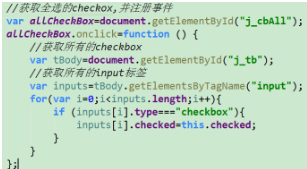 //获取全选的checkox,并注册事件
var allCheckBox=document.getElementById("j_cbAll");
allCheckBox.onclick=function () {
//获取所有的checkbox
var tBody=document.getElementById("j_tb");
//获取所有的input标签
var inputs=tBody.getElementsByTagName("input");
for(var i=0;i<inputs.length;i++){
if (inputs[i].type==="checkbox"){
inputs[i].checked=this.checked;
}
}
};